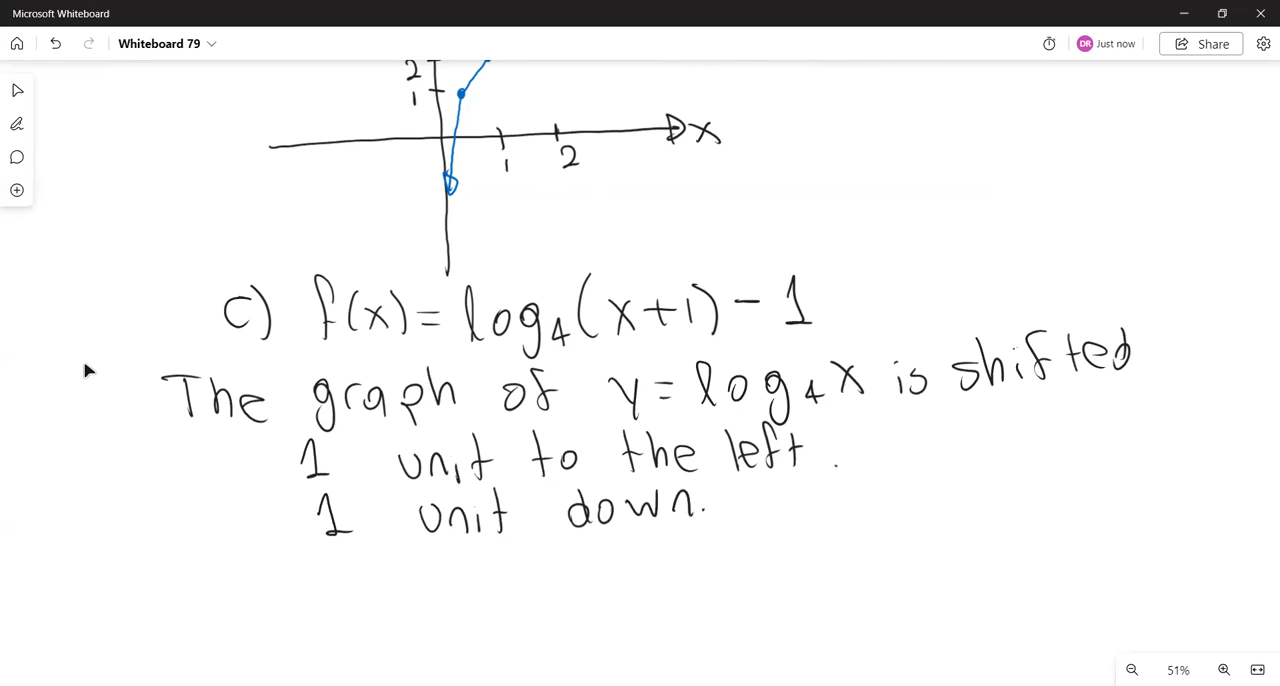 Microsoft Whiteboard
Whiteboard 79
DR Just now
Share
2
1
x
1
2
c) f(x) = log₄(x+1) - 1
The graph of y = log₄x is shifted
1 unit to the left.
1 unit down.
51%